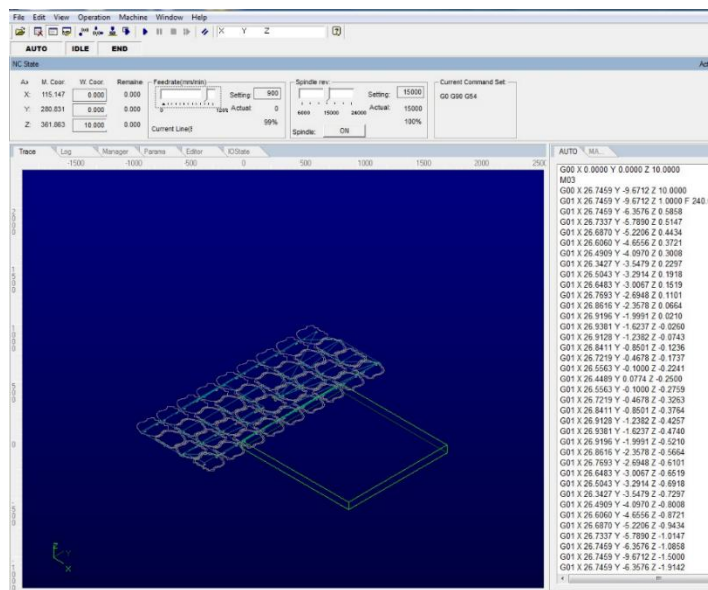 File Edit View Operation Machine Window Help
X Y Z
AUTO IDLE END
NC State
M. Coor. W. Coor. Remaine Feedrate(mm/min) Spindle rev. Current Command Set:
X: 115.147 0.000 0.000 Setting: 900 Setting: 15000 G0 G90 G54
Y: 280.831 0.000 0.000 Actual: 0 6000 15000 24000 Actual: 15000
Z: 361.863 10.000 0.000 Current Line: 99% Spindle: ON 100%
Trace Log Manager Params Editor IOState
-1500 -1000 -500 0 500 1000 1500 2000 2500
2000
1500
1000
500
0
-500
1000
Z Y
X
AUTO MA...
G00 X 0.0000 Y 0.0000 Z 10.0000
M03
G00 X 26.7459 Y -9.6712 Z 10.0000
G01 X 26.7459 Y -9.6712 Z 1.0000 F 240.
G01 X 26.7459 Y -6.3576 Z 0.5858
G01 X 26.7337 Y -5.7890 Z 0.5147
G01 X 26.6870 Y -5.2206 Z 0.4434
G01 X 26.6060 Y -4.6556 Z 0.3721
G01 X 26.4909 Y -4.0970 Z 0.3008
G01 X 26.3427 Y -3.5479 Z 0.2297
G01 X 26.5043 Y -3.2914 Z 0.1918
G01 X 26.6483 Y -3.0067 Z 0.1519
G01 X 26.7693 Y -2.6948 Z 0.1101
G01 X 26.8616 Y -2.3578 Z 0.0664
G01 X 26.9196 Y -1.9991 Z 0.0210
G01 X 26.9381 Y -1.6237 Z -0.0260
G01 X 26.9128 Y -1.2382 Z -0.0743
G01 X 26.8411 Y -0.8501 Z -0.1236
G01 X 26.7219 Y -0.4678 Z -0.1737
G01 X 26.5563 Y -0.1000 Z -0.2241
G01 X 26.4489 Y 0.0774 Z -0.2500
G01 X 26.5563 Y -0.1000 Z -0.2759
G01 X 26.7219 Y -0.4678 Z -0.3263
G01 X 26.8411 Y -0.8501 Z -0.3764
G01 X 26.9128 Y -1.2382 Z -0.4257
G01 X 26.9381 Y -1.6237 Z -0.4740
G01 X 26.9196 Y -1.9991 Z -0.5210
G01 X 26.8616 Y -2.3578 Z -0.5664
G01 X 26.7693 Y -2.6948 Z -0.6101
G01 X 26.6483 Y -3.0067 Z -0.6519
G01 X 26.5043 Y -3.2914 Z -0.6918
G01 X 26.3427 Y -3.5479 Z -0.7297
G01 X 26.4909 Y -4.0970 Z -0.8008
G01 X 26.6060 Y -4.6556 Z -0.8721
G01 X 26.6870 Y -5.2206 Z -0.9434
G01 X 26.7337 Y -5.7890 Z -1.0147
G01 X 26.7459 Y -6.3576 Z -1.0858
G01 X 26.7459 Y -9.6712 Z -1.5000
G01 X 26.7459 Y -6.3576 Z -1.9142